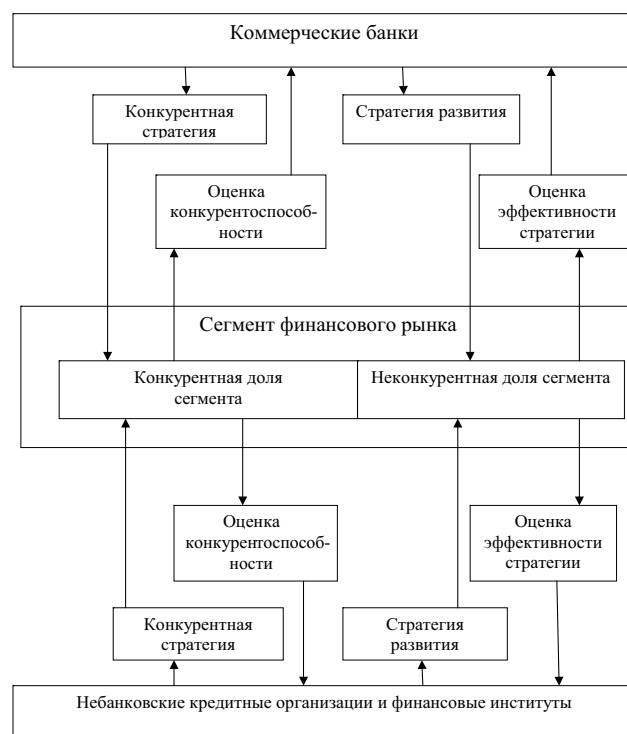 Коммерческие банки
Конкурентная
стратегия
Стратегия развития
Оценка
конкурентоспособ-
ности
Оценка
эффективности
стратегии
Сегмент финансового рынка
Конкурентная доля
сегмента
Неконкурентная доля сегмента
Оценка
конкурентоспособ-
ности
Оценка
эффективности
стратегии
Конкурентная
стратегия
Стратегия
развития
Небанковские кредитные организации и финансовые институты